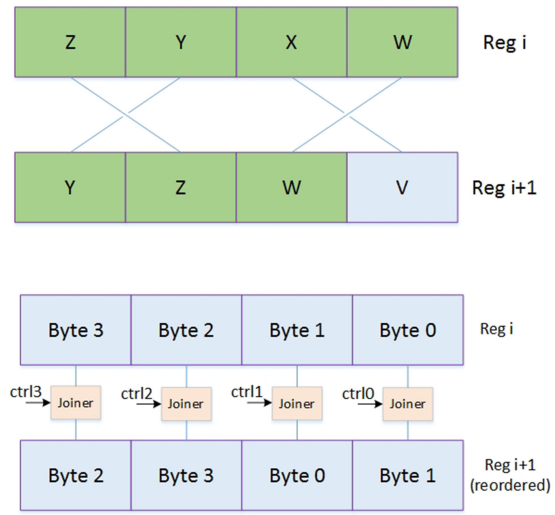 Z Y X W Reg i
Y Z W V Reg i+1
Byte 3 Byte 2 Byte 1 Byte 0 Reg i
ctrl3 Joiner ctrl2 Joiner ctrl1 Joiner ctrl0 Joiner
Byte 2 Byte 3 Byte 0 Byte 1 Reg i+1
(reordered)